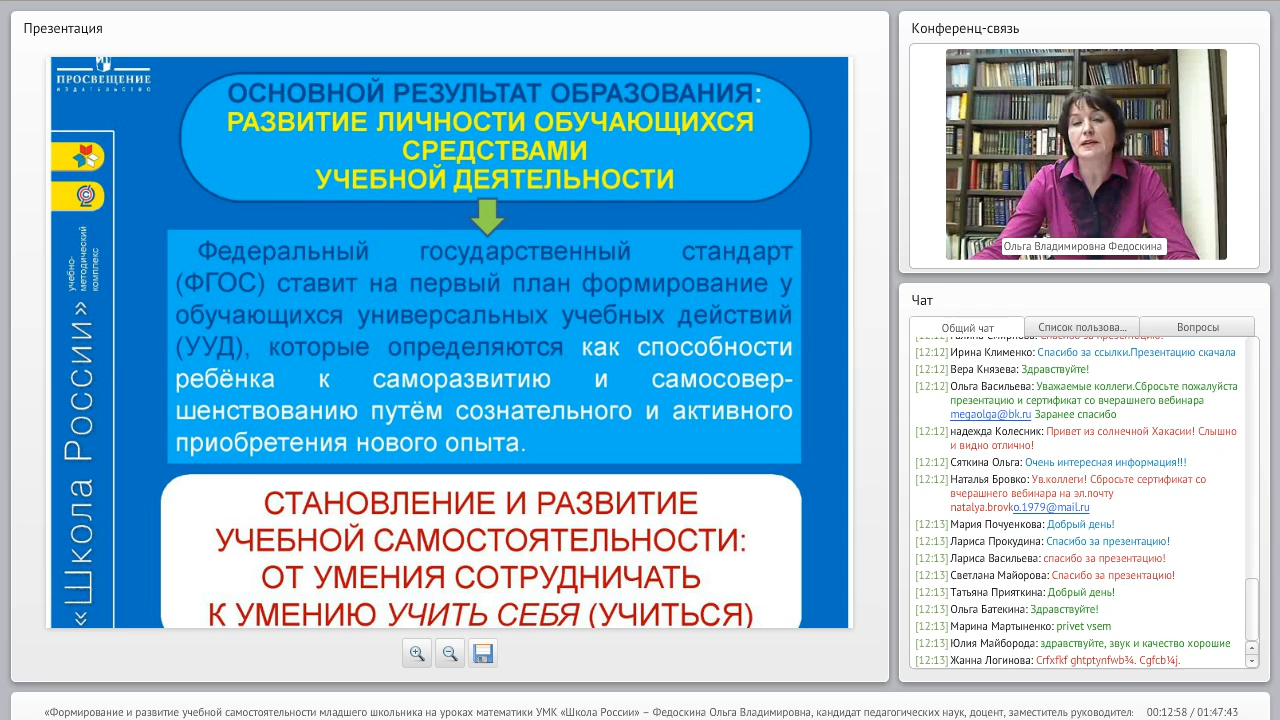 Презентация
ПРОСВЕЩЕНИЕ
ИЗДАТЕЛЬСТВО
ОСНОВНОЙ РЕЗУЛЬТАТ ОБРАЗОВАНИЯ:
РАЗВИТИЕ ЛИЧНОСТИ ОБУЧАЮЩИХСЯ
СРЕДСТВАМИ
УЧЕБНОЙ ДЕЯТЕЛЬНОСТИ
Федеральный государственный стандарт
(ФГОС) ставит на первый план формирование у
обучающихся универсальных учебных действий
(УУД), которые определяются как способности
ребёнка к саморазвитию и самосовер-
шенствованию путём сознательного и активного
приобретения нового опыта.
СТАНОВЛЕНИЕ И РАЗВИТИЕ
УЧЕБНОЙ САМОСТОЯТЕЛЬНОСТИ:
ОТ УМЕНИЯ СОТРУДНИЧАТЬ
К УМЕНИЮ УЧИТЬ СЕБЯ (УЧИТЬСЯ)
«Школа России»
учебно-
методический
комплекс
Конференц-связь
Ольга Владимировна Федоскина
Чат
Общий чат
Список пользова...
Вопросы
[12:12] Ирина Клименко: Спасибо за ссылки.Презентацию скачала
[12:12] Вера Князева: Здравствуйте!
[12:12] Ольга Васильева: Уважаемые коллеги.Сбросьте пожалуйста
презентацию и сертификат со вчерашнего вебинара
megaolga@bk.ru Заранее спасибо
[12:12] надежда Колесник: Привет из солнечной Хакасии! Слышно
и видно отлично!
[12:12] Сяткина Ольга: Очень интересная информация!!!
[12:12] Наталья Бровко: Ув.коллеги! Сбросьте сертификат со
вчерашнего вебинара на эл.почту
natalya.brovko.1979@mail.ru
[12:13] Мария Почуенкова: Добрый день!
[12:13] Лариса Прокудина: Спасибо за презентацию!
[12:13] Лариса Васильева: спасибо за презентацию!
[12:13] Светлана Майорова: Спасибо за презентацию!
[12:13] Татьяна Прияткина: Добрый день!
[12:13] Ольга Батекина: Здравствуйте!
[12:13] Марина Мартыненко: privet vsem
[12:13] Юлия Майборода: здравствуйте, звук и качество хорошие
[12:13] Жанна Логинова: Crfxfkf ghtptynfwb¾. Cgfcb¼j.
«Формирование и развитие учебной самостоятельности младшего школьника на уроках математики УМК «Школа России» – Федоскина Ольга Владимировна, кандидат педагогических наук, доцент, заместитель руководител
00:12:58 / 01:47:43